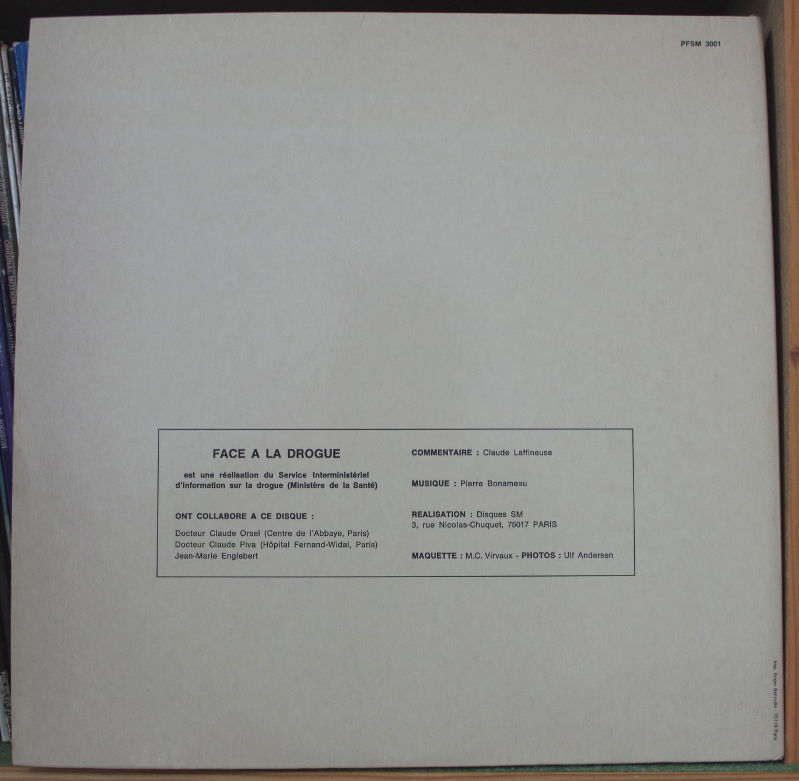 PFSM 3001
FACE A LA DROGUE
est une réalisation du Service Interministériel
d'Information sur la drogue (Ministère de la Santé)
ONT COLLABORE A CE DISQUE :
Docteur Claude Orsel (Centre de l'Abbaye, Paris)
Docteur Claude Piva (Hôpital Fernand-Widal, Paris)
Jean-Marie Englebert
COMMENTAIRE : Claude Laffineuse
MUSIQUE : Pierre Bonameau
REALISATION : Disques SM
3, rue Nicolas-Chuquet, 75017 PARIS
MAQUETTE : M.C. Virvaux - PHOTOS : Ulf Andersen
ORIGINAL MOTION